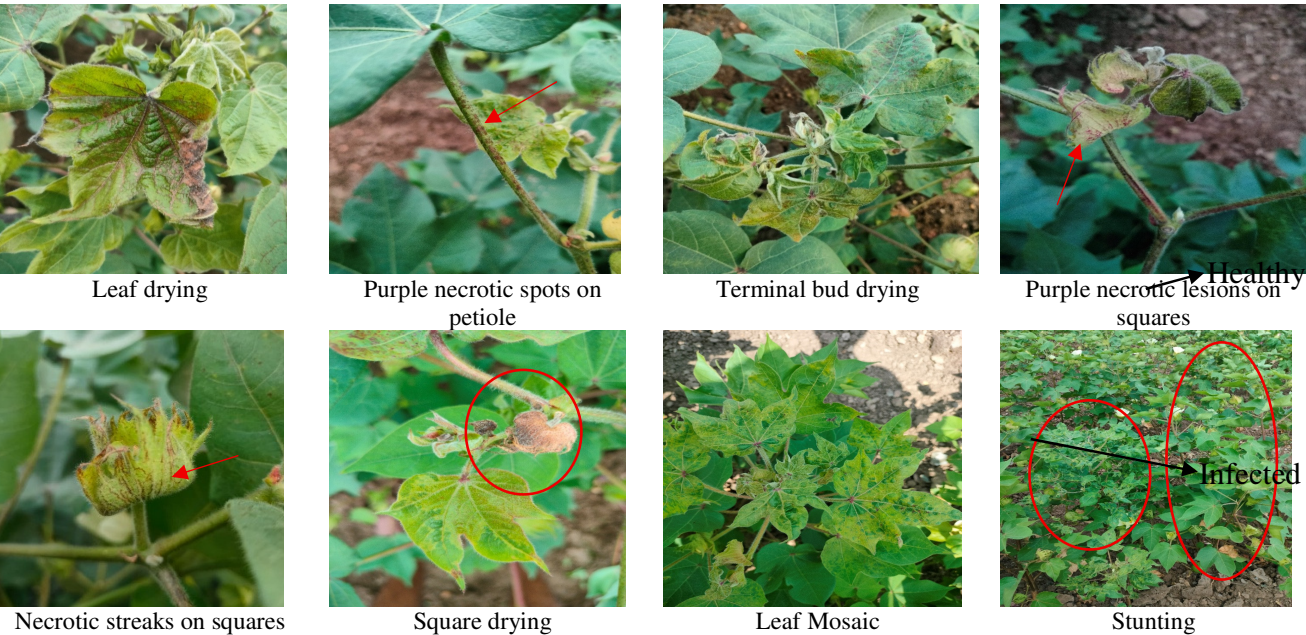 Leaf drying
Purple necrotic spots on
petiole
Terminal bud drying
Purple necrotic lesions on
squares
Healthy
Infected
Necrotic streaks on squares
Square drying
Leaf Mosaic
Stunting